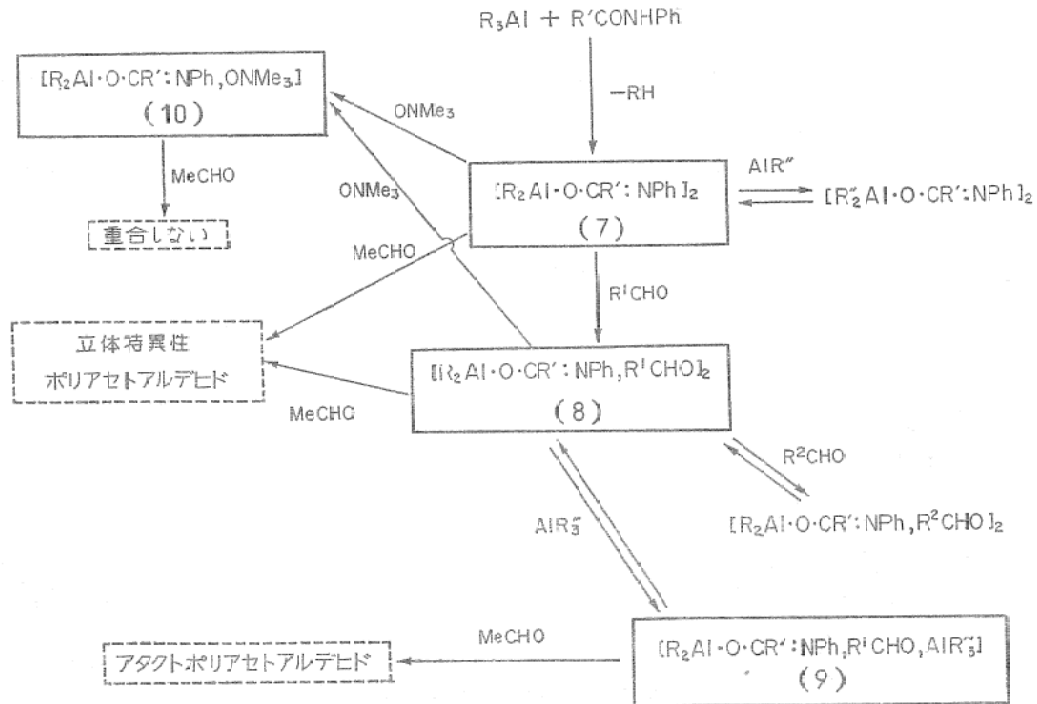 R₃Al + R′CONHPh
−RH
[R₂Al·O·CR′:NPh,ONMe₃]
(10)
ONMe₃
MeCHO
ONMe₃
重合しない
[R₂Al·O·CR′:NPh]₂
(7)
AlR″
[R″₂Al·O·CR′:NPh]₂
MeCHO
R¹CHO
立体特異性
ポリアセトアルデヒド
MeCHO
[R₂Al·O·CR′:NPh,R¹CHO]₂
(8)
R²CHO
[R₂Al·O·CR′:NPh,R²CHO]₂
AlR″₃
MeCHO
アタクトポリアセトアルデヒド
[R₂Al·O·CR′:NPh,R¹CHO,AlR″₃]
(9)